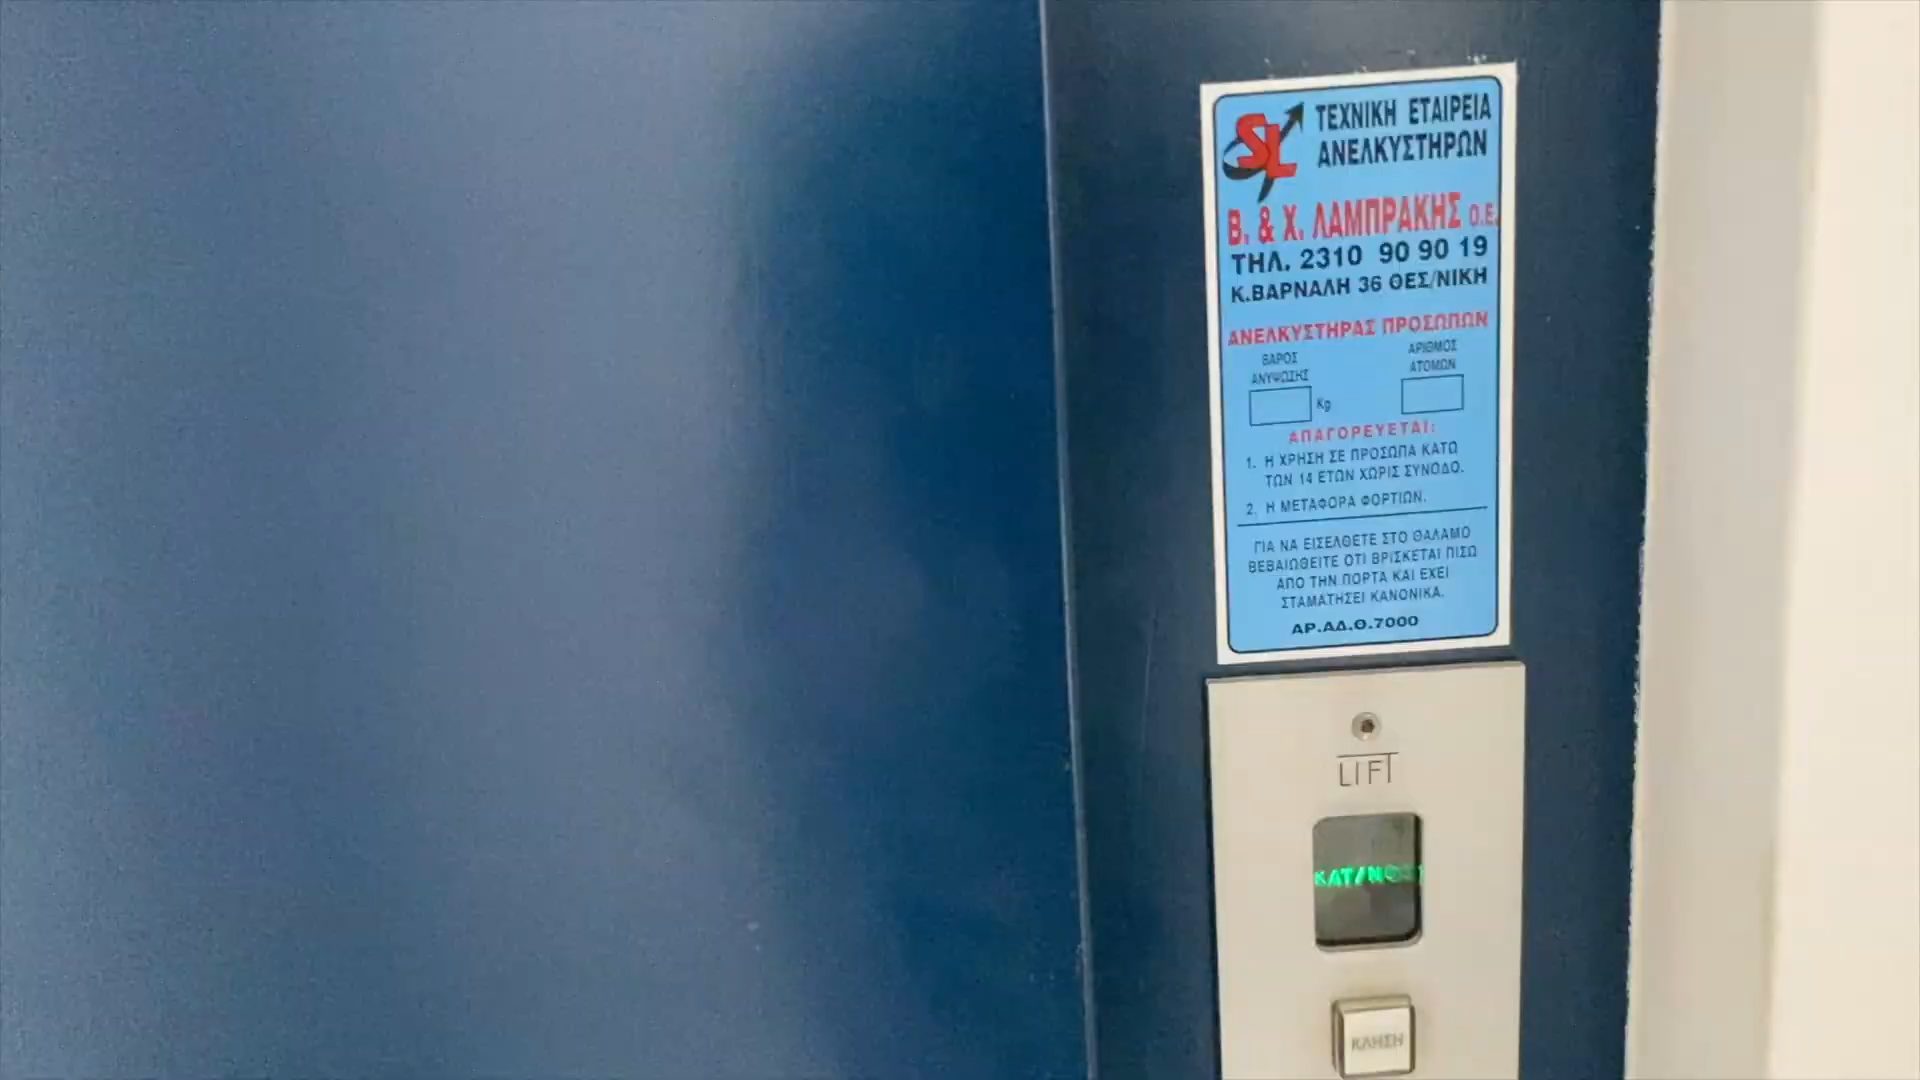 SL
ΤΕΧΝΙΚΗ ΕΤΑΙΡΕΙΑ
ΑΝΕΛΚΥΣΤΗΡΩΝ
Β. & Χ. ΛΑΜΠΡΑΚΗΣ Ο.Ε.
ΤΗΛ. 2310 90 90 19
Κ.ΒΑΡΝΑΛΗ 36 ΘΕΣ/ΝΙΚΗ
ΑΝΕΛΚΥΣΤΗΡΑΣ ΠΡΟΣΩΠΩΝ
ΒΑΡΟΣ
ΑΝΥΨΩΣΗΣ
Kg
ΑΡΙΘΜΟΣ
ΑΤΟΜΩΝ
ΑΠΑΓΟΡΕΥΕΤΑΙ:
1. Η ΧΡΗΣΗ ΣΕ ΠΡΟΣΩΠΑ ΚΑΤΩ
ΤΩΝ 14 ΕΤΩΝ ΧΩΡΙΣ ΣΥΝΟΔΟ.
2. Η ΜΕΤΑΦΟΡΑ ΦΟΡΤΙΩΝ.
ΓΙΑ ΝΑ ΕΙΣΕΛΘΕΤΕ ΣΤΟ ΘΑΛΑΜΟ
ΒΕΒΑΙΩΘΕΙΤΕ ΟΤΙ ΒΡΙΣΚΕΤΑΙ ΠΙΣΩ
ΑΠΟ ΤΗΝ ΠΟΡΤΑ ΚΑΙ ΕΧΕΙ
ΣΤΑΜΑΤΗΣΕΙ ΚΑΝΟΝΙΚΑ.
ΑΡ.ΑΔ.Θ.7000
LIFT
ΚΛΗΣΗ